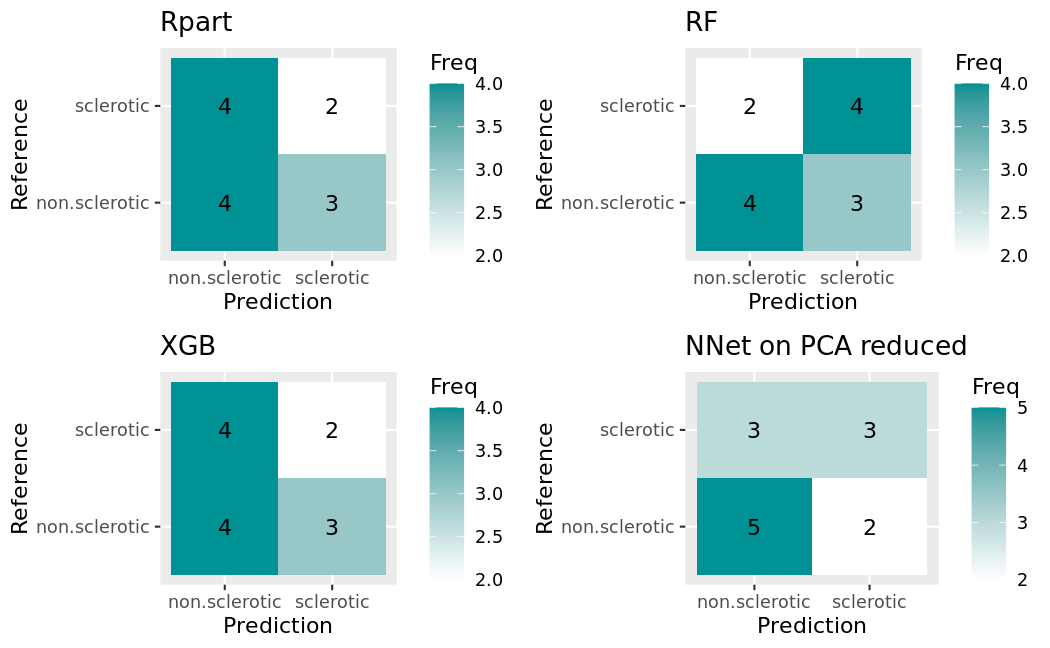 Rpart
Reference
sclerotic
non.sclerotic
4
2
4
3
non.sclerotic
sclerotic
Prediction
Freq
4.0
3.5
3.0
2.5
2.0
RF
Reference
sclerotic
non.sclerotic
2
4
4
3
non.sclerotic
sclerotic
Prediction
Freq
4.0
3.5
3.0
2.5
2.0
XGB
Reference
sclerotic
non.sclerotic
4
2
4
3
non.sclerotic
sclerotic
Prediction
Freq
4.0
3.5
3.0
2.5
2.0
NNet on PCA reduced
Reference
sclerotic
non.sclerotic
3
3
5
2
non.sclerotic
sclerotic
Prediction
Freq
5
4
3
2